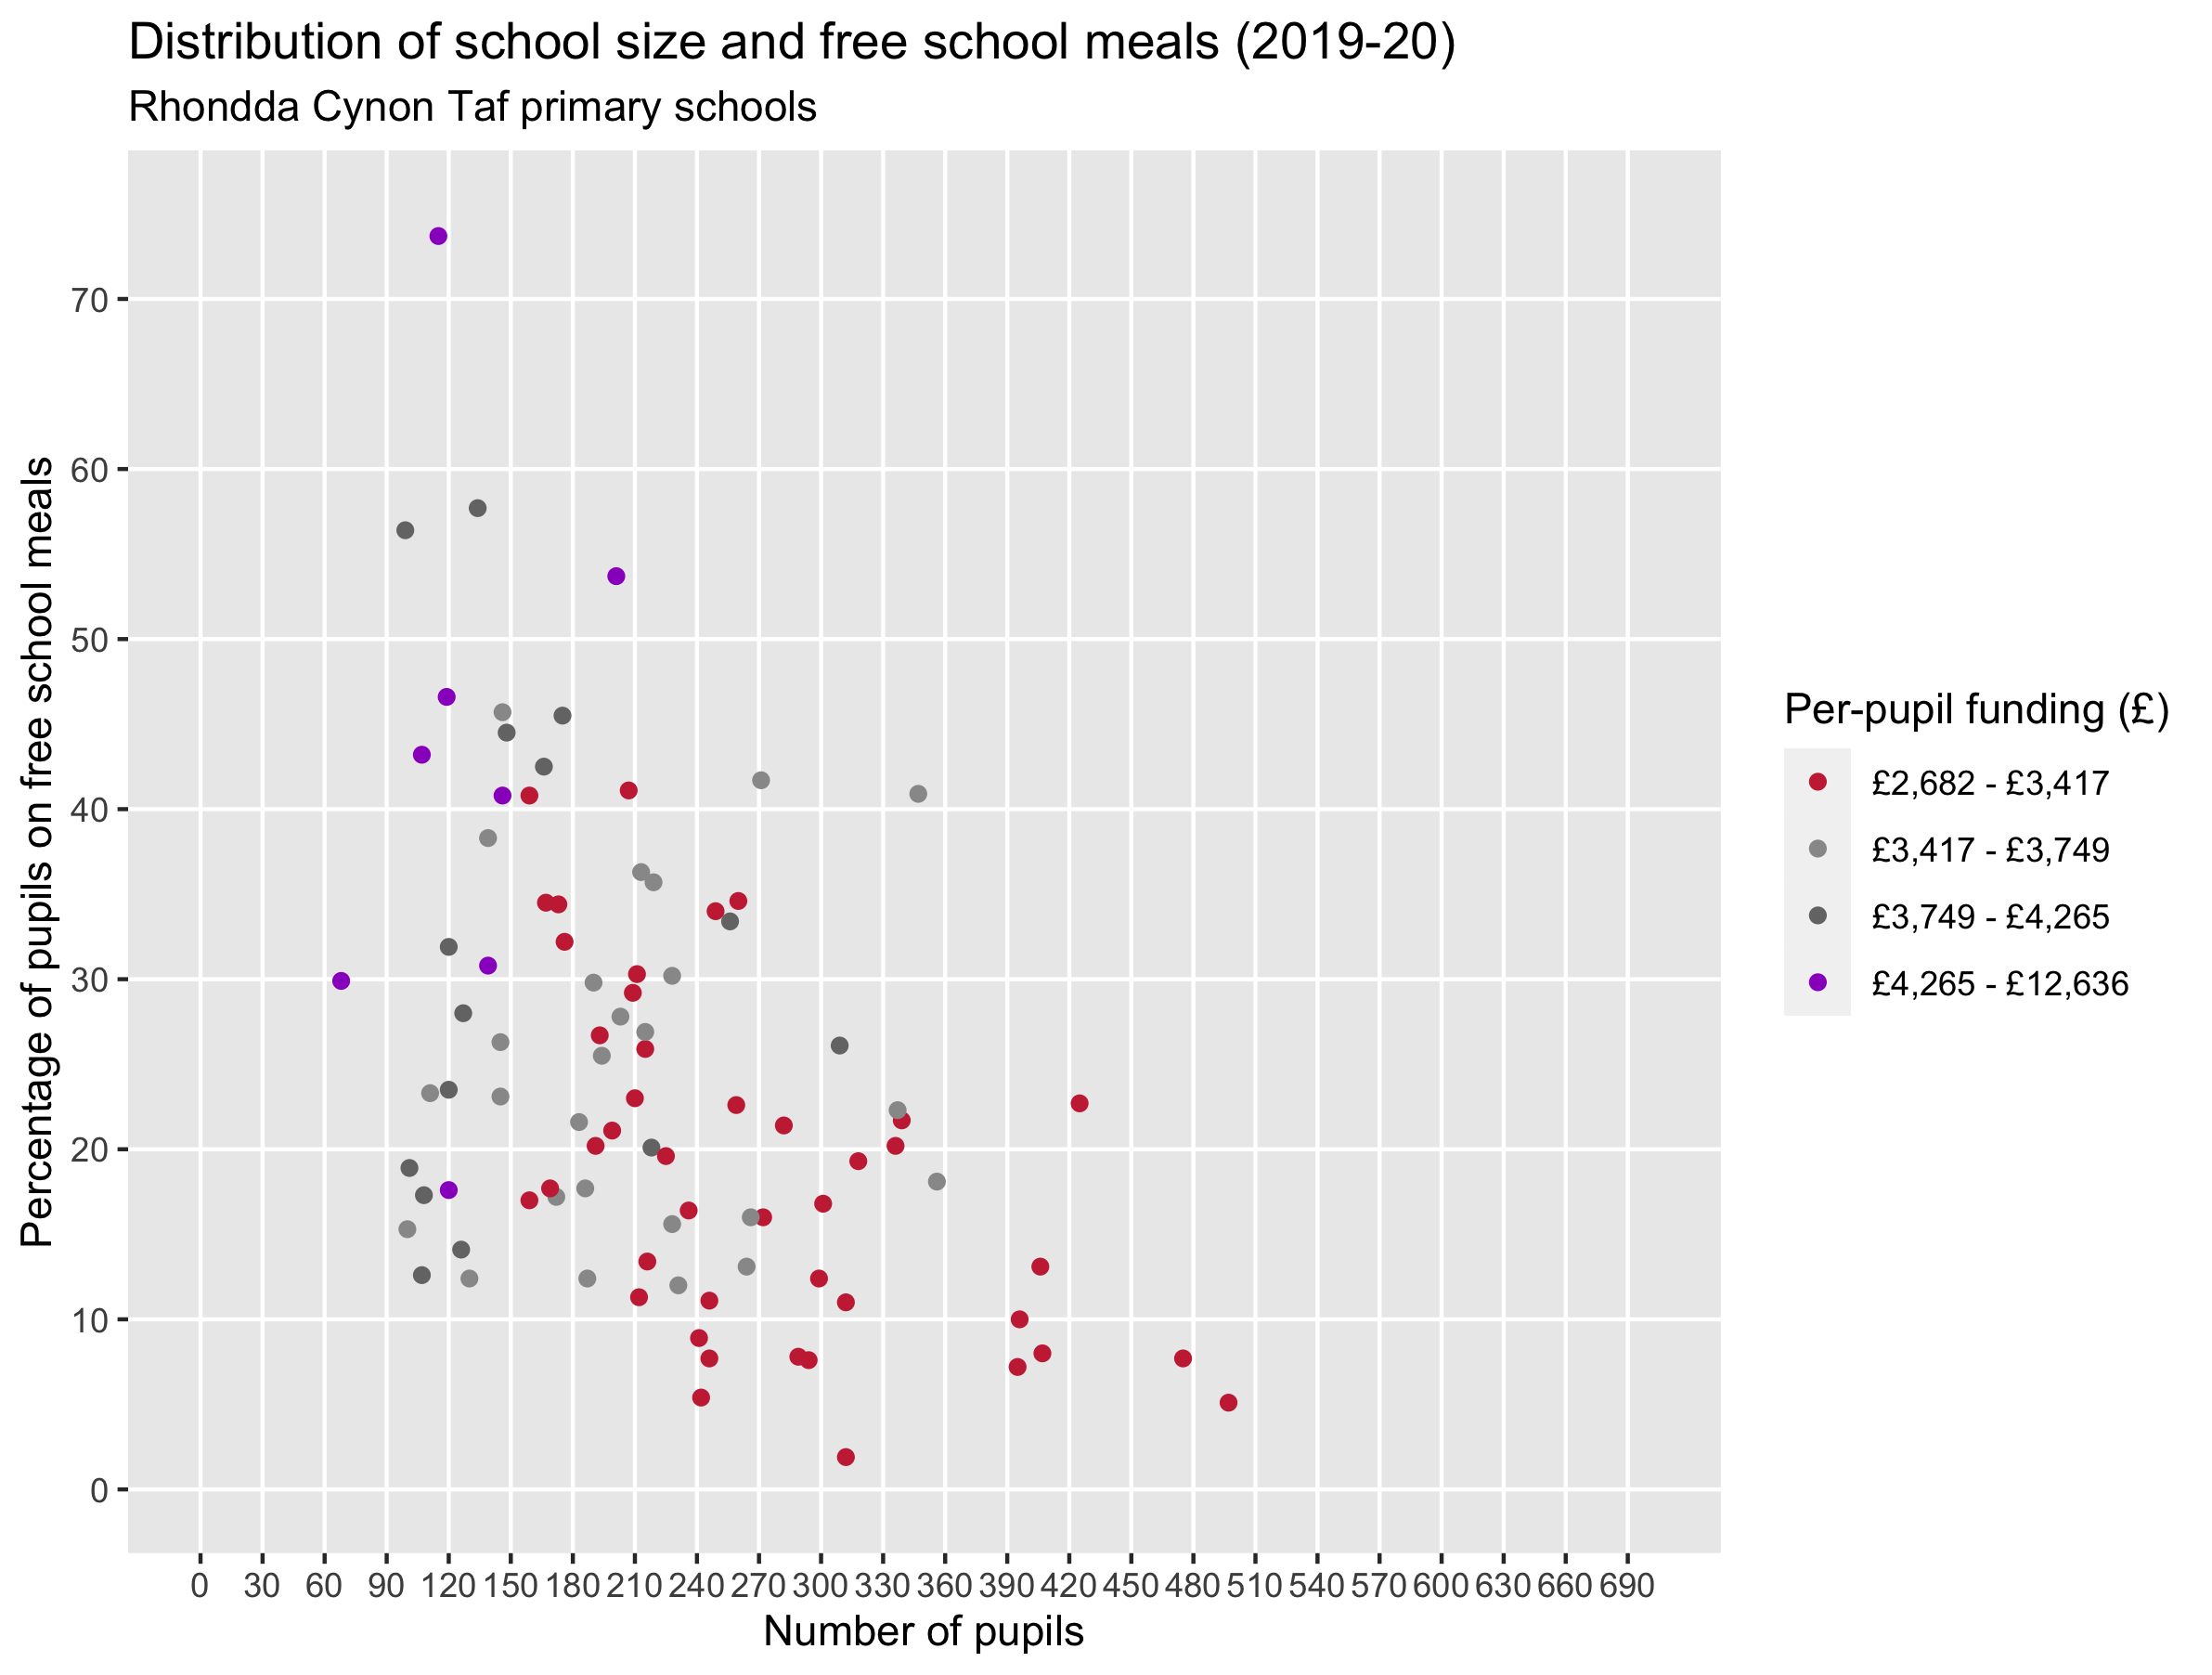 Distribution of school size and free school meals (2019-20)
Rhondda Cynon Taf primary schools
Percentage of pupils on free school meals
70
60
50
40
30
20
10
0
0 30 60 90 120 150 180 210 240 270 300 330 360 390 420 450 480 510 540 570 600 630 660 690
Number of pupils
Per-pupil funding (£)
£2,682 - £3,417
£3,417 - £3,749
£3,749 - £4,265
£4,265 - £12,636